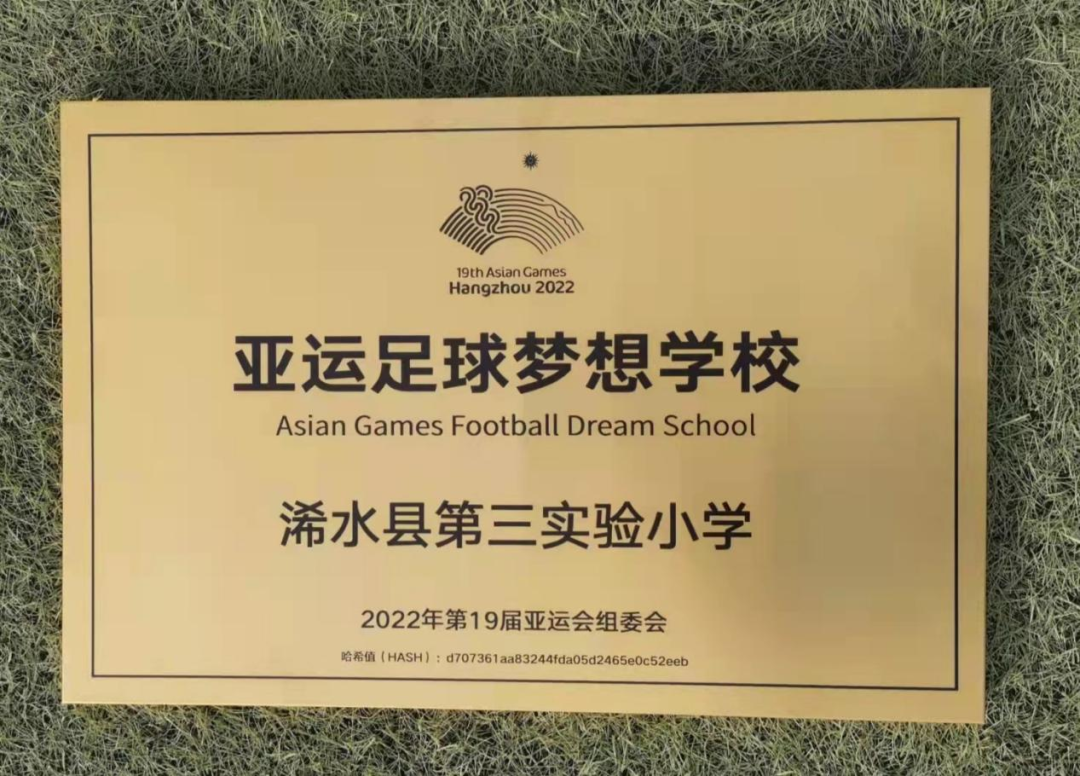 19th Asian Games
Hangzhou 2022
亚运足球梦想学校
Asian Games Football Dream School
浠水县第三实验小学
2022年第19届亚运会组委会
哈希值（HASH）：d707361aa83244fda05d2465e0c52eeb